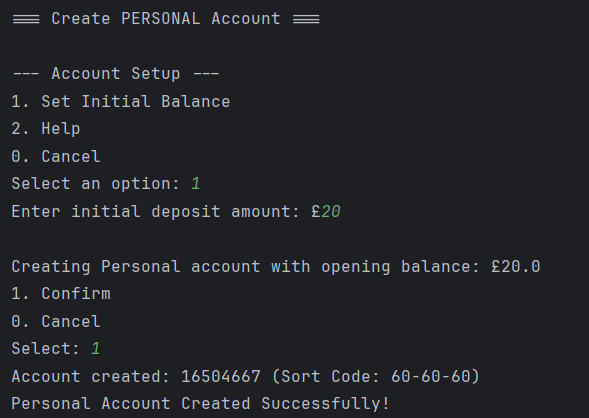 === Create PERSONAL Account ===
--- Account Setup ---
1. Set Initial Balance
2. Help
0. Cancel
Select an option: 1
Enter initial deposit amount: £20
Creating Personal account with opening balance: £20.0
1. Confirm
0. Cancel
Select: 1
Account created: 16504667 (Sort Code: 60-60-60)
Personal Account Created Successfully!